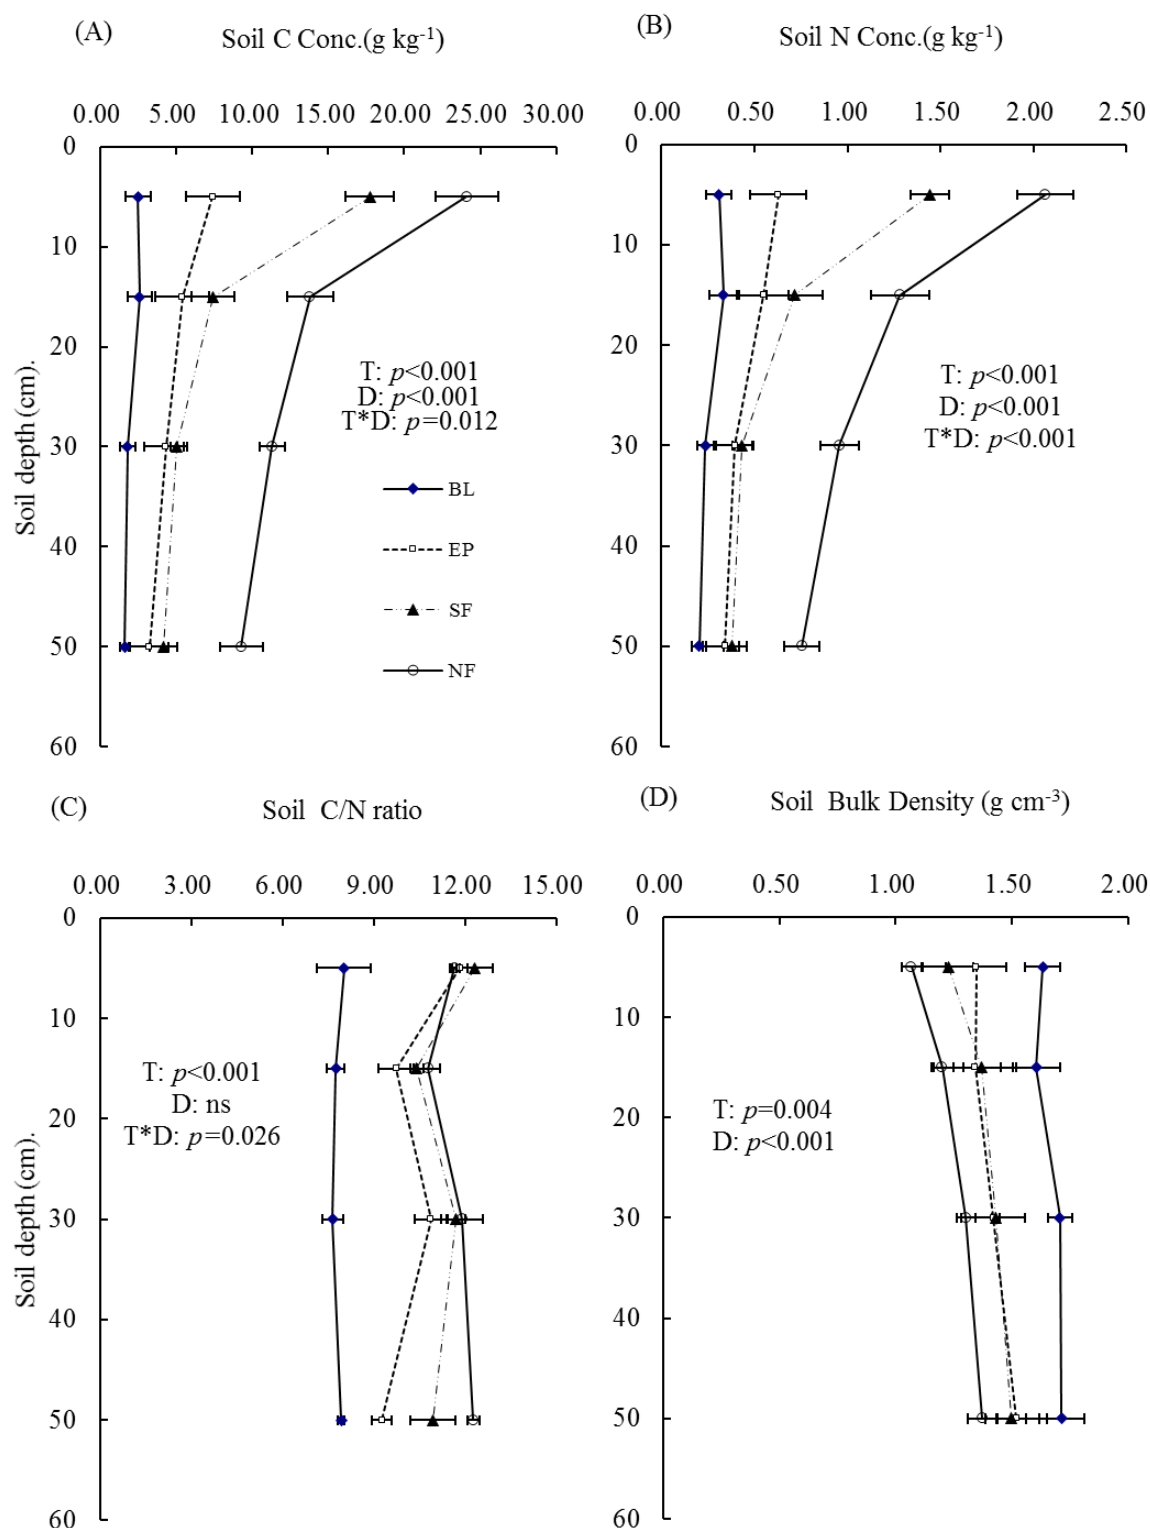 (A)
Soil C Conc.(g kg-1)
0.00 5.00 10.00 15.00 20.00 25.00 30.00
0
10
20
30
40
50
60
Soil depth (cm).
T: p<0.001
D: p<0.001
T*D: p=0.012
BL
EP
SF
NF
(B)
Soil N Conc.(g kg-1)
0.00 0.50 1.00 1.50 2.00 2.50
0
10
20
30
40
50
60
T: p<0.001
D: p<0.001
T*D: p<0.001
(C)
Soil C/N ratio
0.00 3.00 6.00 9.00 12.00 15.00
0
10
20
30
40
50
60
Soil depth (cm).
T: p<0.001
D: ns
T*D: p=0.026
(D)
Soil Bulk Density (g cm-3)
0.00 0.50 1.00 1.50 2.00
0
10
20
30
40
50
60
T: p=0.004
D: p<0.001